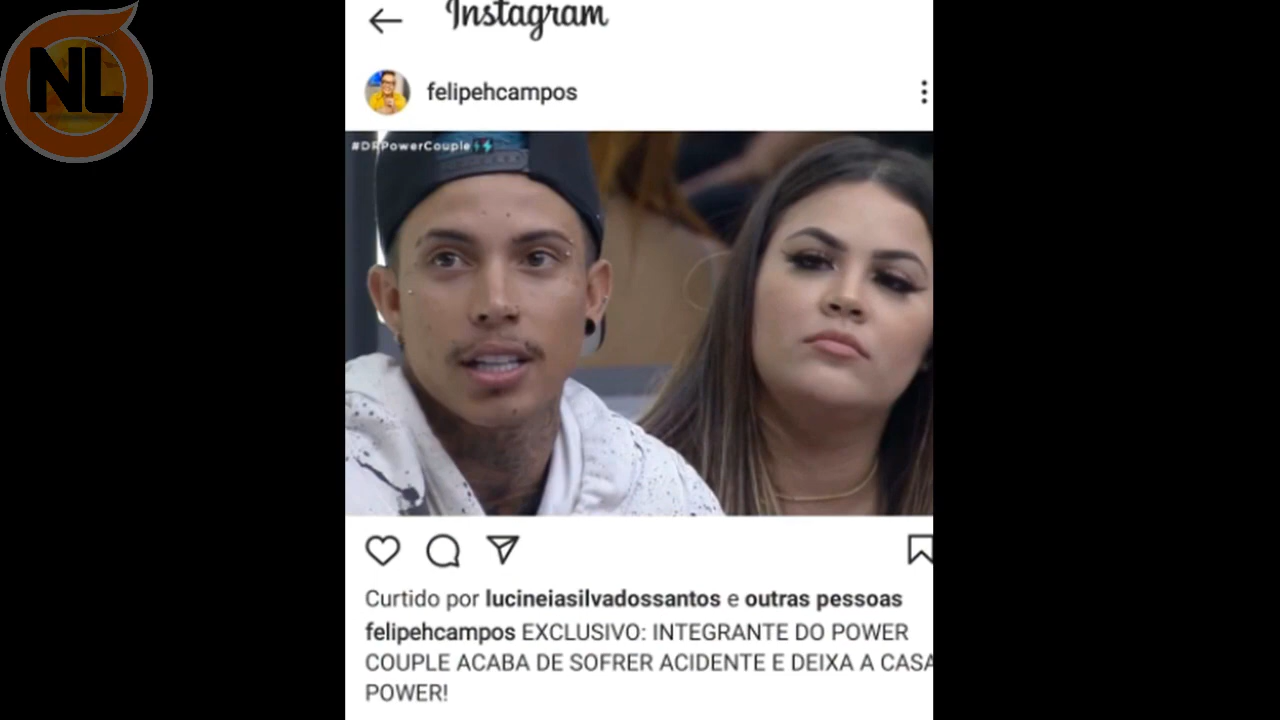 NL
Instagram
felipehcampos
#DRPowerCouple
Curtido por lucineiasilvadossantos e outras pessoas
felipehcampos EXCLUSIVO: INTEGRANTE DO POWER
COUPLE ACABA DE SOFRER ACIDENTE E DEIXA A CASA
POWER!